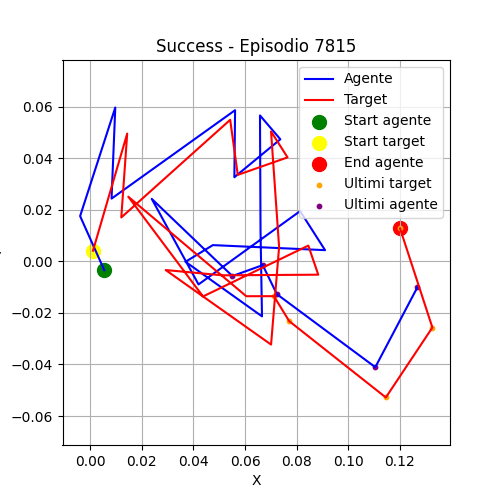 Success - Episodio 7815
Agente
Target
Start agente
Start target
End agente
Ultimi target
Ultimi agente
0.06
0.04
0.02
0.00
−0.02
−0.04
−0.06
0.00 0.02 0.04 0.06 0.08 0.10 0.12
X